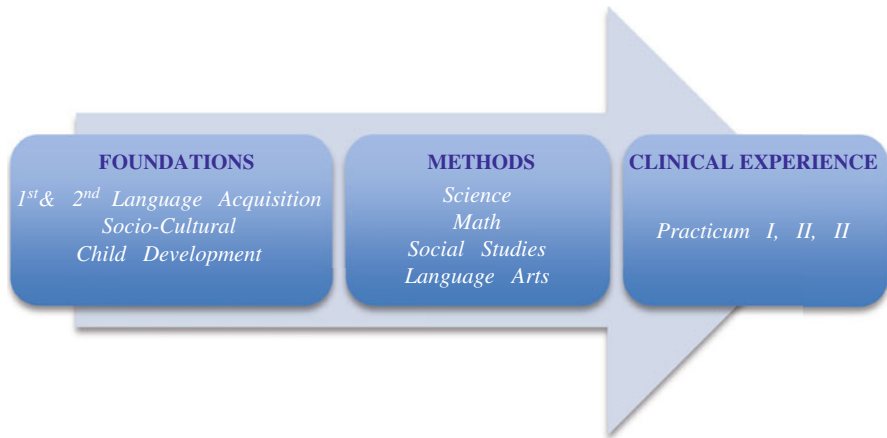 FOUNDATIONS
1st& 2nd Language Acquisition
Socio-Cultural
Child Development
METHODS
Science
Math
Social Studies
Language Arts
CLINICAL EXPERIENCE
Practicum I, II, II